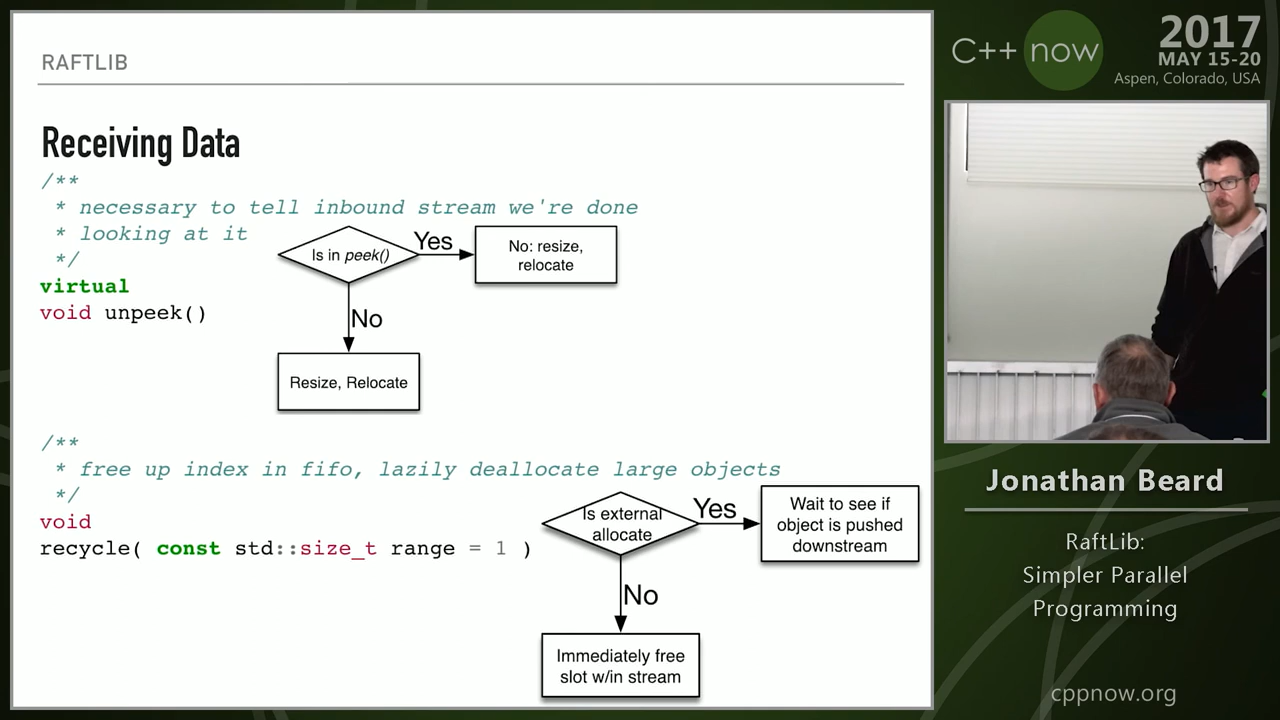 RAFTLIB
Receiving Data
/**
* necessary to tell inbound stream we're done
* looking at it
*/
virtual
void unpeek()
Is in peek()
Yes
No: resize,
relocate
No
Resize, Relocate
/**
* free up index in fifo, lazily deallocate large objects
*/
void
recycle( const std::size_t range = 1 )
Is external
allocate
Yes
Wait to see if
object is pushed
downstream
No
Immediately free
slot w/in stream
C++ now
2017
MAY 15-20
Aspen, Colorado, USA
Jonathan Beard
RaftLib:
Simpler Parallel
Programming
cppnow.org